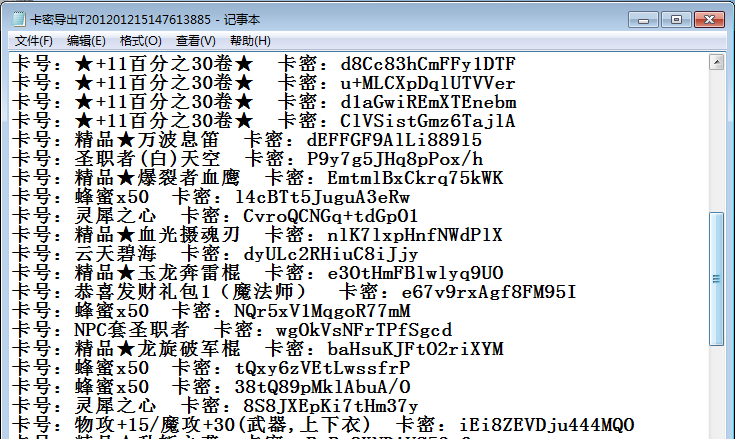 卡密导出T201201215147613885 - 记事本
文件(F) 编辑(E) 格式(O) 查看(V) 帮助(H)
卡号：★+11百分之30卷★ 卡密：d8Cc83hCmFFy1DTF
卡号：★+11百分之30卷★ 卡密：u+MLCXpDqlUTVVer
卡号：★+11百分之30卷★ 卡密：d1aGwiREmXTEnebm
卡号：★+11百分之30卷★ 卡密：ClVSistGmz6TajlA
卡号：精品★万波息笛 卡密：dEFFGF9AlLi889l5
卡号：圣职者(白)天空 卡密：P9y7g5JHq8pPox/h
卡号：精品★爆裂者血鹰 卡密：EmtmlBxCkrq75kWK
卡号：蜂蜜x50 卡密：l4cBTt5JuguA3eRw
卡号：灵犀之心 卡密：CvroQCNGq+tdGpO1
卡号：精品★血光摄魂刃 卡密：nlK7lxpHnfNWdPlX
卡号：云天碧海 卡密：dyULc2RHiuC8iJjy
卡号：精品★玉龙奔雷棍 卡密：e3OtHmFBlwlyq9UO
卡号：恭喜发财礼包1（魔法师） 卡密：e67v9rxAgf8FM95I
卡号：蜂蜜x50 卡密：NQr5xV1MqgoR77mM
卡号：NPC套圣职者 卡密：wgOkVsNFrTPfSgcd
卡号：精品★龙旋破军棍 卡密：baHsuKJFtO2riXYM
卡号：蜂蜜x50 卡密：tQxy6zVEtLwssfrP
卡号：蜂蜜x50 卡密：38tQ89pMklAbuA/O
卡号：灵犀之心 卡密：8S8JXEpKi7tHm37y
卡号：物攻+15/魔攻+30(武器,上下衣) 卡密：iEi8ZEVDju444MQO